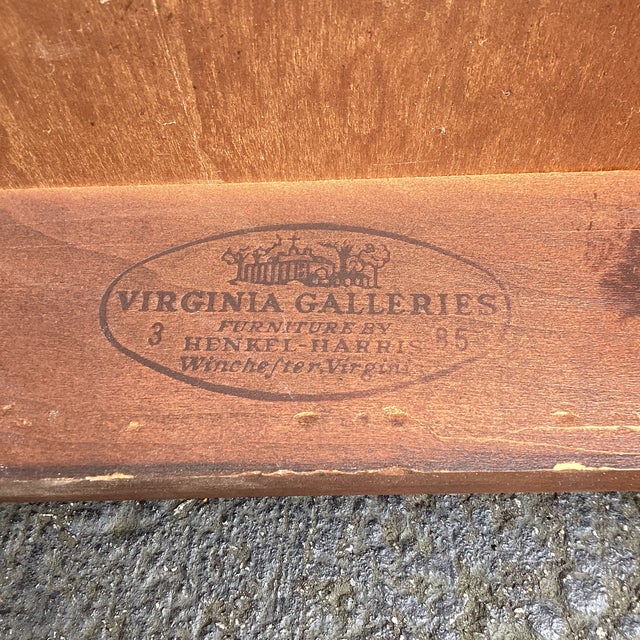 VIRGINIA GALLERIES
FURNITURE BY
3 HENKEL-HARRIS 85
Winchester, Virginia